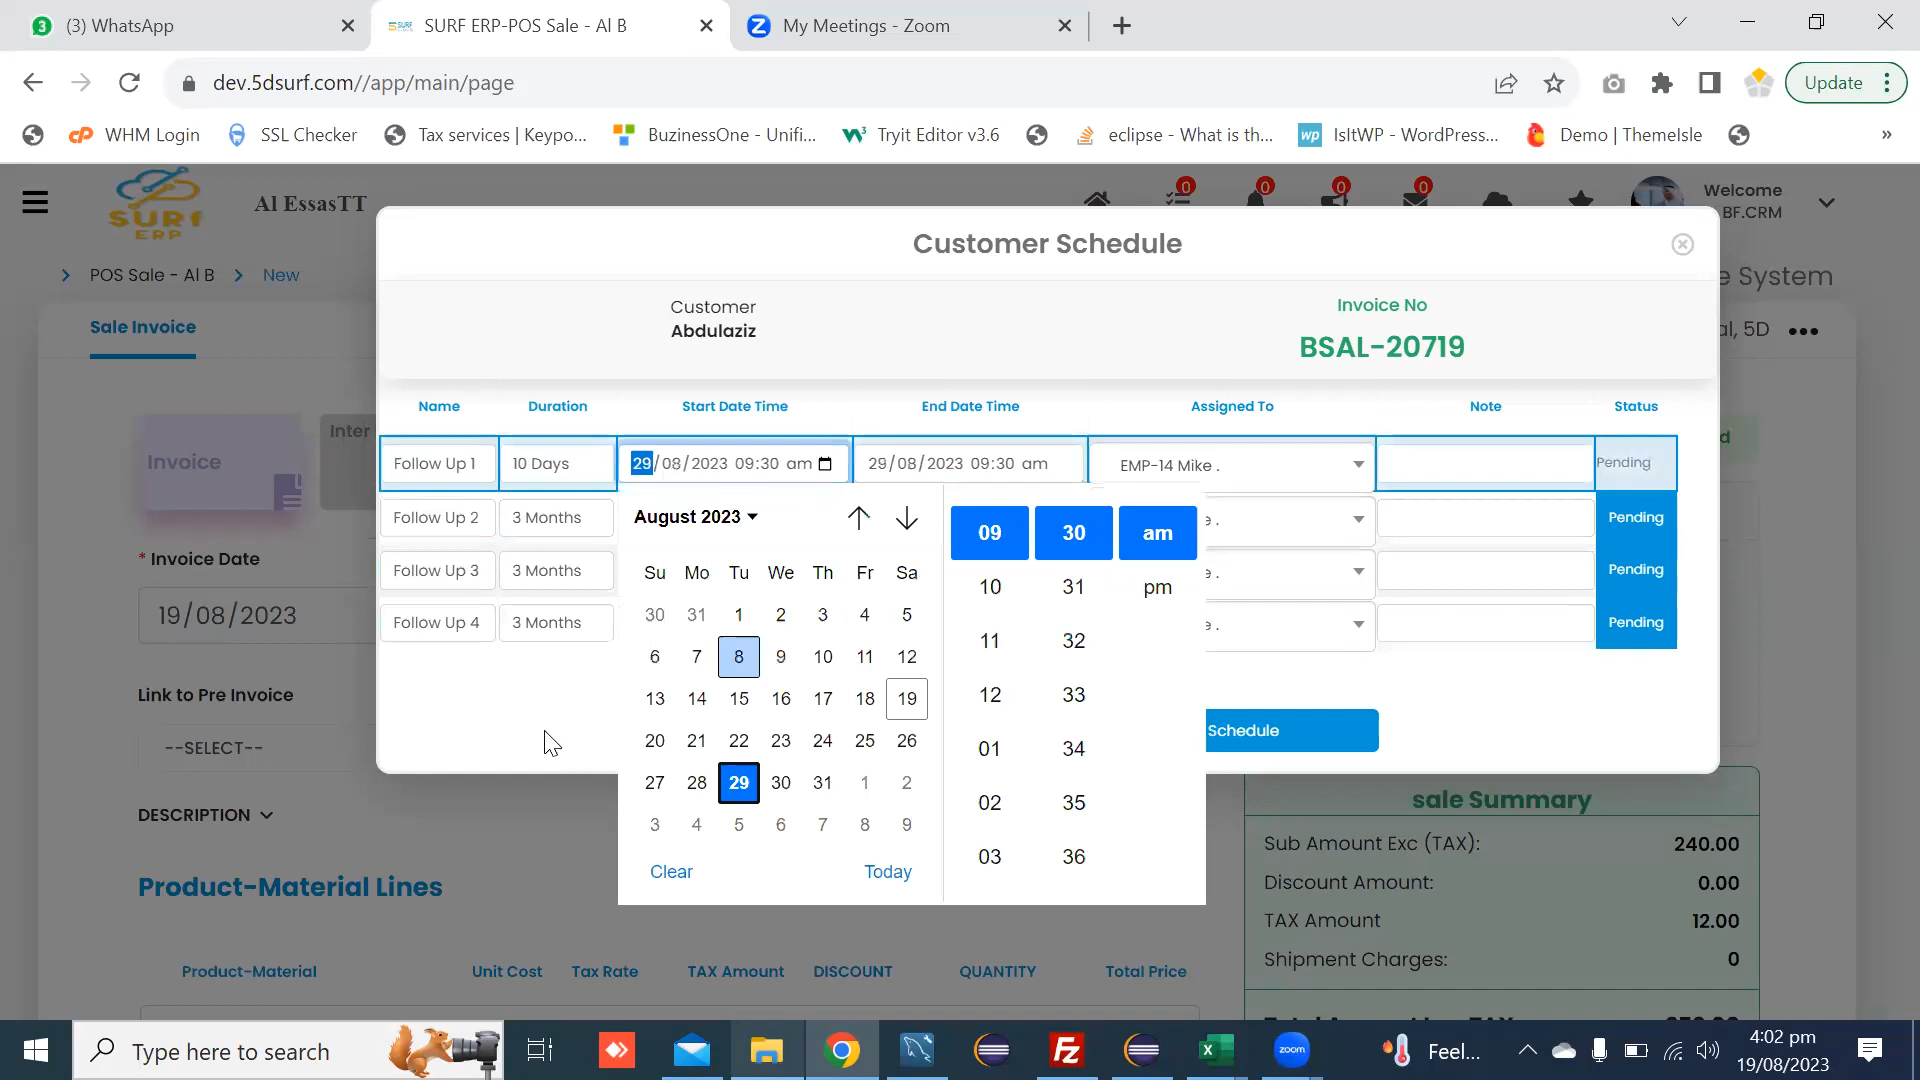 3
(3) WhatsApp
SURF ERP-POS Sale - Al B
My Meetings - Zoom
dev.5dsurf.com//app/main/page
Update
WHM Login
SSL Checker
Tax services | Keypo...
BuzinessOne - Unifi...
Tryit Editor v3.6
eclipse - What is th...
IsItWP - WordPress...
Demo | ThemeIsle
»
SURF
ERP
Al EssasTT
0
0
0
0
Welcome
BF.CRM
POS Sale - Al B
New
e System
Sale Invoice
al, 5D
Invoice
Inter
d
* Invoice Date
19/08/2023
Link to Pre Invoice
--SELECT--
DESCRIPTION
Product-Material Lines
Product-Material
Unit Cost
Tax Rate
TAX Amount
DISCOUNT
QUANTITY
Total Price
Customer Schedule
Customer
Abdulaziz
Invoice No
BSAL-20719
Name
Duration
Start Date Time
End Date Time
Assigned To
Note
Status
Follow Up 1
10 Days
29/08/2023 09:30 am
29/08/2023 09:30 am
EMP-14 Mike .
Pending
Follow Up 2
3 Months
e .
Pending
Follow Up 3
3 Months
e .
Pending
Follow Up 4
3 Months
e .
Pending
August 2023
Su Mo Tu We Th Fr Sa
30 31 1 2 3 4 5
6 7 8 9 10 11 12
13 14 15 16 17 18 19
20 21 22 23 24 25 26
27 28 29 30 31 1 2
3 4 5 6 7 8 9
Clear
Today
09 30 am
10 31 pm
11 32
12 33
01 34
02 35
03 36
Schedule
sale Summary
Sub Amount Exc (TAX): 240.00
Discount Amount: 0.00
TAX Amount 12.00
Shipment Charges: 0
Type here to search
zoom
Feel...
4:02 pm
19/08/2023